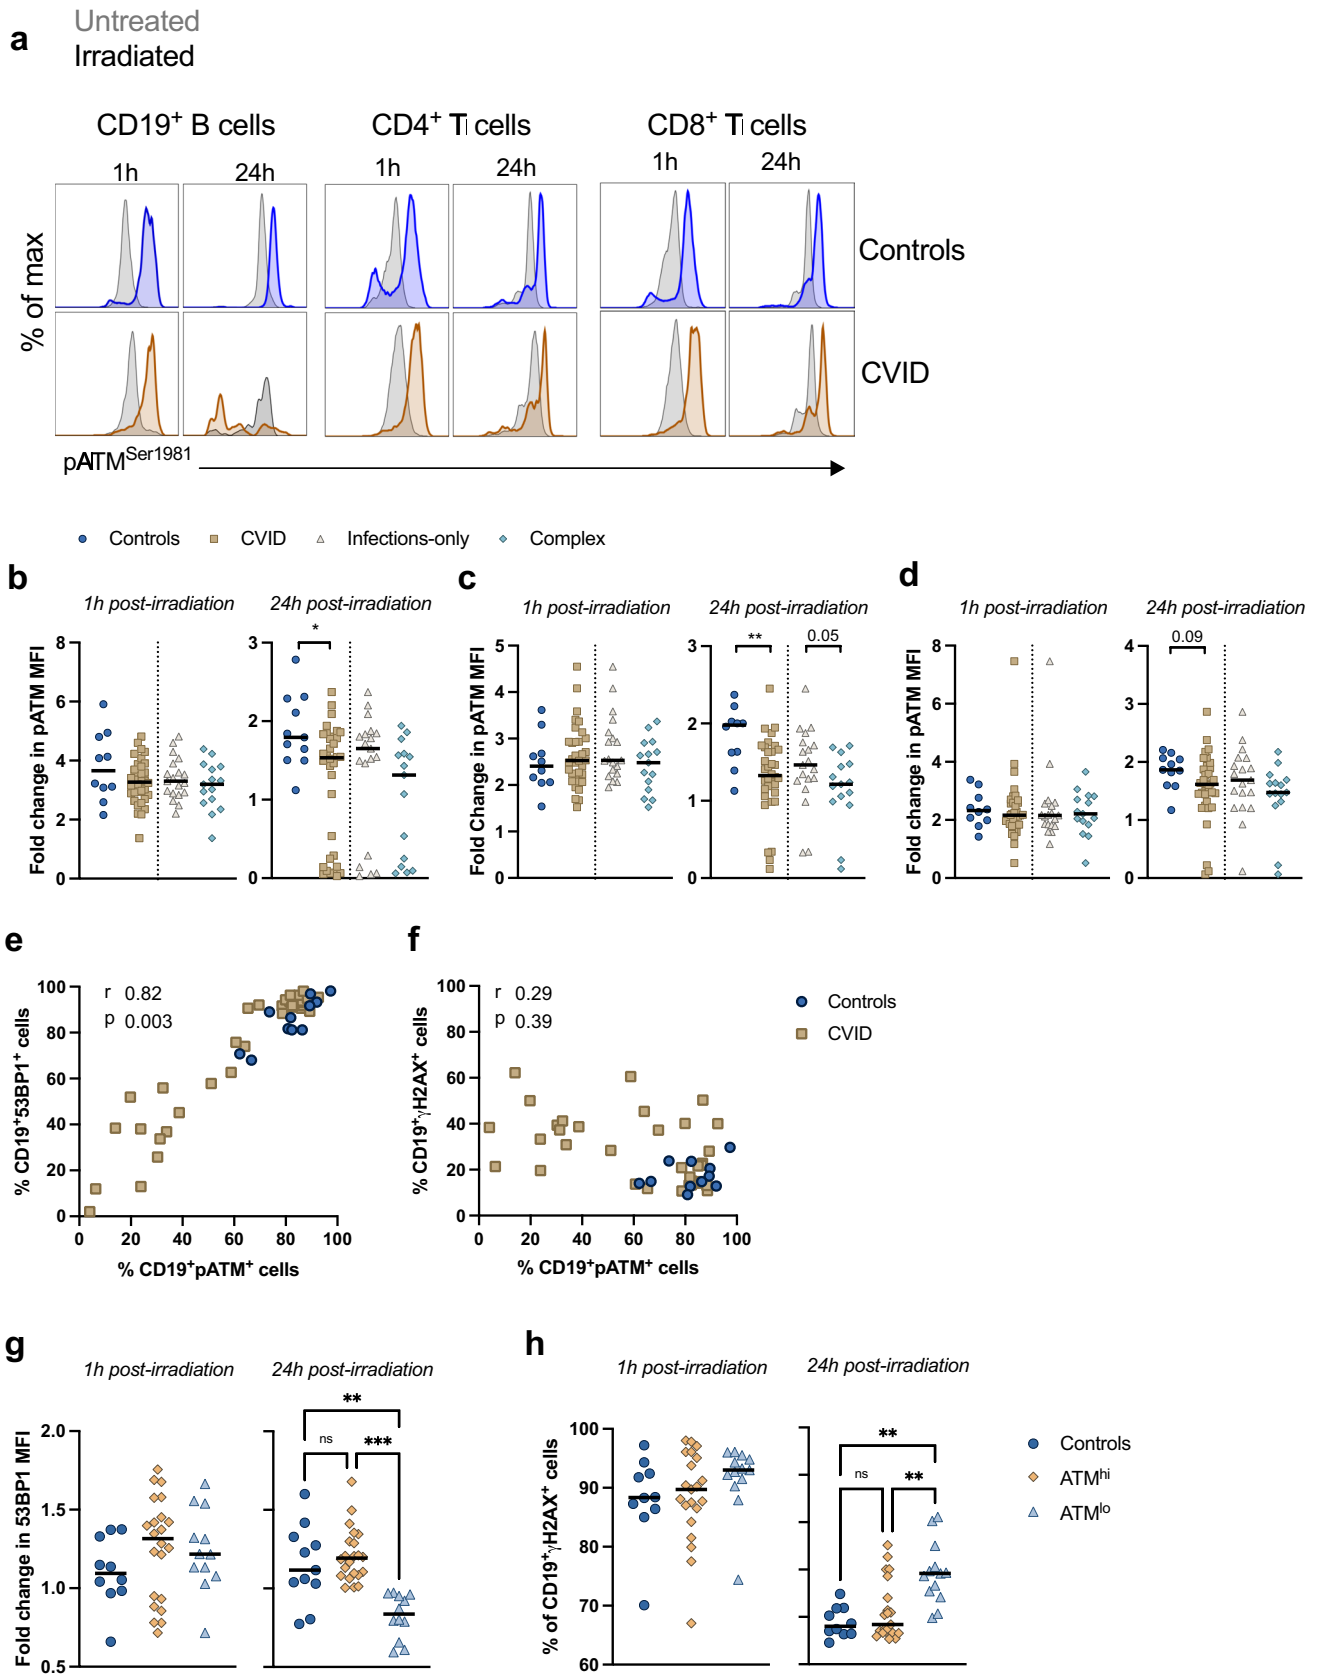 Untreated
a
Irradiated
CD19+ B cells
CD4+ T cells
CD8+ T cells
1h
24h
1h
24h
1h
24h
% of max
Controls
CVID
pATMSer1981
Controls
CVID
Infections-only
Complex
b
1h post-irradiation
24h post-irradiation
Fold change in pATM MFI
8
6
4
2
0
3
2
1
0
*
c
1h post-irradiation
24h post-irradiation
Fold Change in pATM MFI
5
4
3
2
1
0
3
2
1
0
**
0.05
d
1h post-irradiation
24h post-irradiation
Fold change in pATM MFI
8
6
4
2
0
4
3
2
1
0
0.09
e
r 0.82
p 0.003
% CD19+53BP1+ cells
100
80
60
40
20
0
0 20 40 60 80 100
% CD19+pATM+ cells
f
r 0.29
p 0.39
% CD19+γH2AX+ cells
100
80
60
40
20
0
0 20 40 60 80 100
% CD19+pATM+ cells
Controls
CVID
g
1h post-irradiation
24h post-irradiation
Fold change in 53BP1 MFI
2.0
1.5
1.0
0.5
**
ns
***
h
1h post-irradiation
24h post-irradiation
% of CD19+γH2AX+ cells
100
90
80
70
60
**
ns
**
Controls
ATMhi
ATMlo